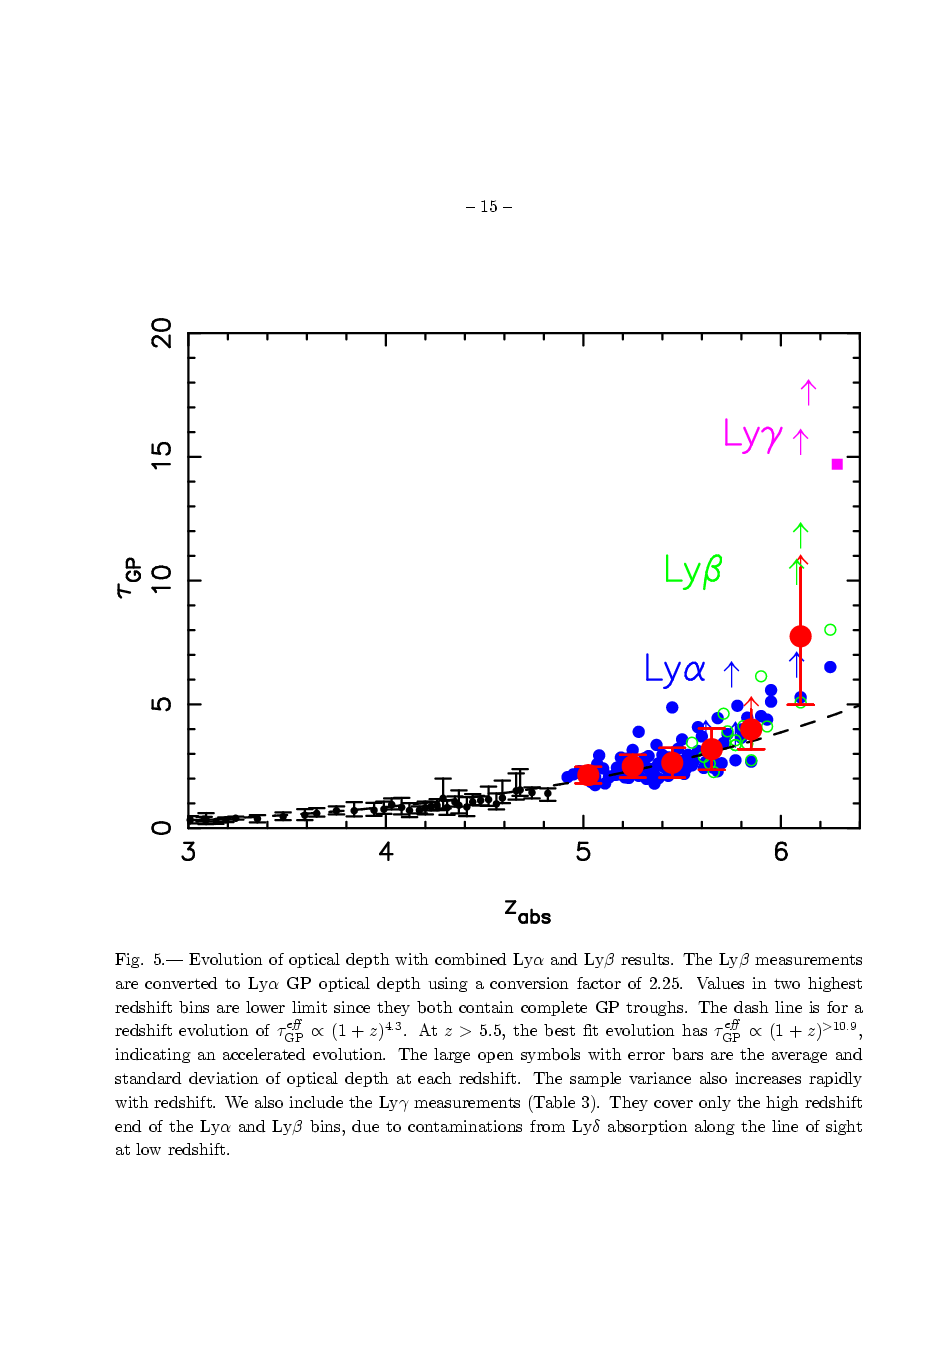 – 15 –
20
15
10
5
0
τGP
Lyγ
Lyβ
Lyα
3 4 5 6
zabs
Fig. 5.— Evolution of optical depth with combined Lyα and Lyβ results. The Lyβ measurements
are converted to Lyα GP optical depth using a conversion factor of 2.25. Values in two highest
redshift bins are lower limit since they both contain complete GP troughs. The dash line is for a
redshift evolution of τ_GP^eff ∝ (1 + z)^4.3. At z > 5.5, the best fit evolution has τ_GP^eff ∝ (1 + z)^>10.9,
indicating an accelerated evolution. The large open symbols with error bars are the average and
standard deviation of optical depth at each redshift. The sample variance also increases rapidly
with redshift. We also include the Lyγ measurements (Table 3). They cover only the high redshift
end of the Lyα and Lyβ bins, due to contaminations from Lyδ absorption along the line of sight
at low redshift.